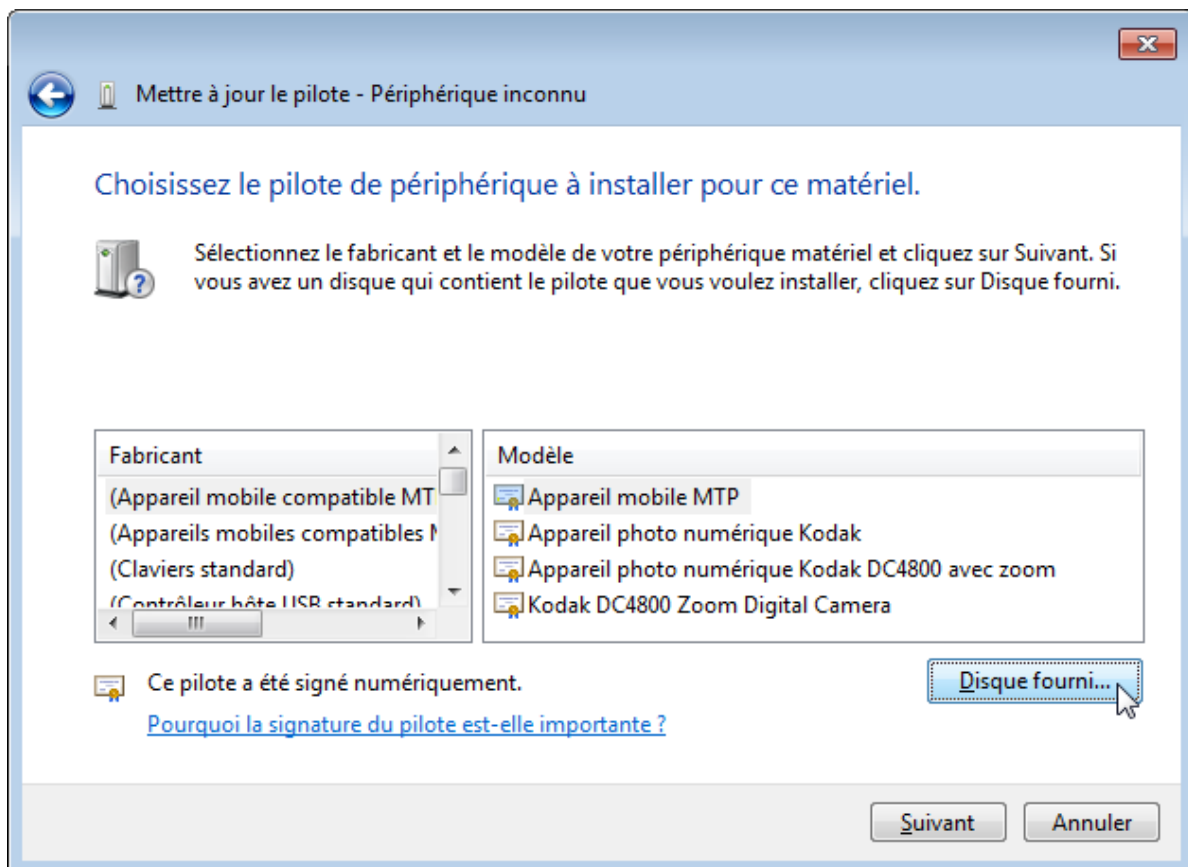 Mettre à jour le pilote - Périphérique inconnu
Choisissez le pilote de périphérique à installer pour ce matériel.
Sélectionnez le fabricant et le modèle de votre périphérique matériel et cliquez sur Suivant. Si
vous avez un disque qui contient le pilote que vous voulez installer, cliquez sur Disque fourni.
Fabricant
(Appareil mobile compatible MT
(Appareils mobiles compatibles
(Claviers standard)
(Contrôleur hôte USB standard)
Modèle
Appareil mobile MTP
Appareil photo numérique Kodak
Appareil photo numérique Kodak DC4800 avec zoom
Kodak DC4800 Zoom Digital Camera
Ce pilote a été signé numériquement.
Disque fourni...
Pourquoi la signature du pilote est-elle importante ?
Suivant
Annuler